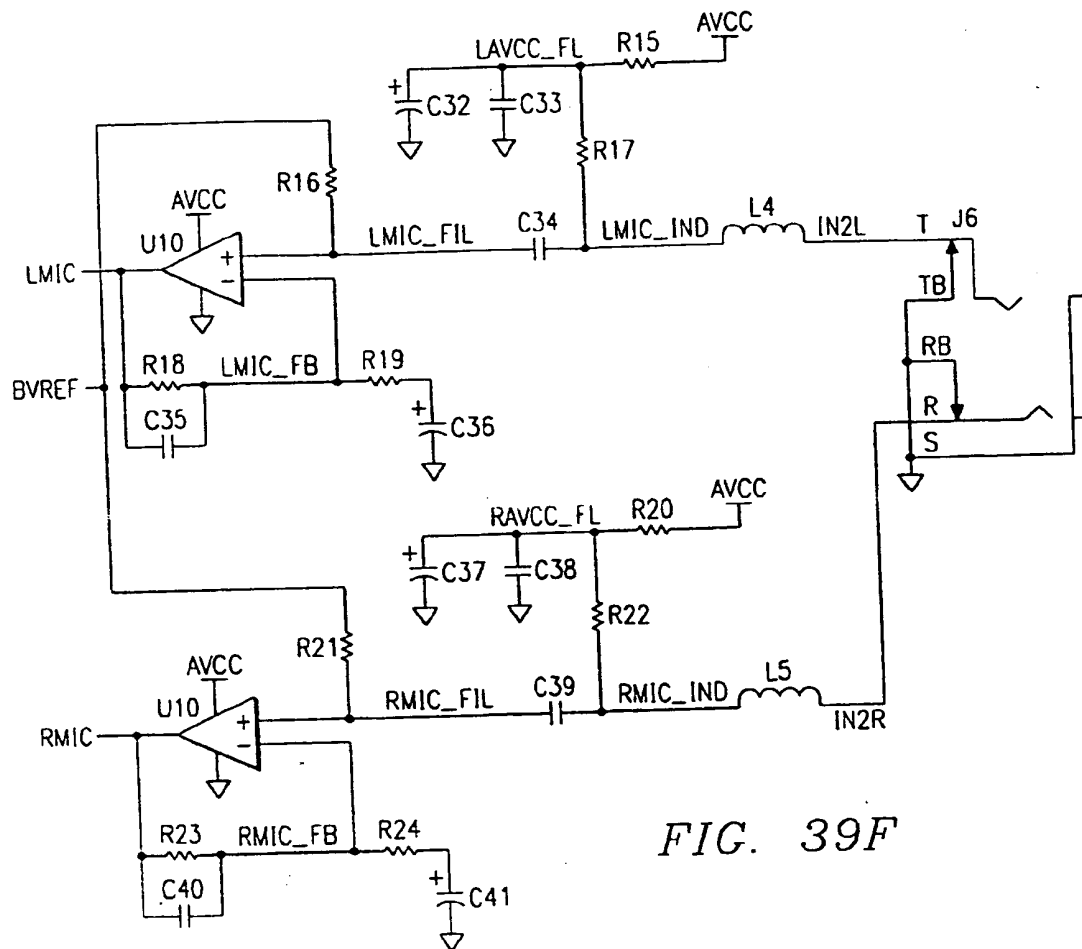 AVCC
LAVCC_FL
R15
+
C32
C33
R17
R16
AVCC
U10
L4
J6
LMIC_FIL
C34
LMIC_IND
IN2L
T
LMIC
+
−
TB
R18
LMIC_FB
R19
RB
BVREF
C35
+
C36
R
S
AVCC
RAVCC_FL
R20
+
C37
C38
R22
R21
AVCC
U10
L5
RMIC_FIL
C39
RMIC_IND
IN2R
RMIC
+
−
R23
RMIC_FB
R24
C40
+
C41
FIG. 39F